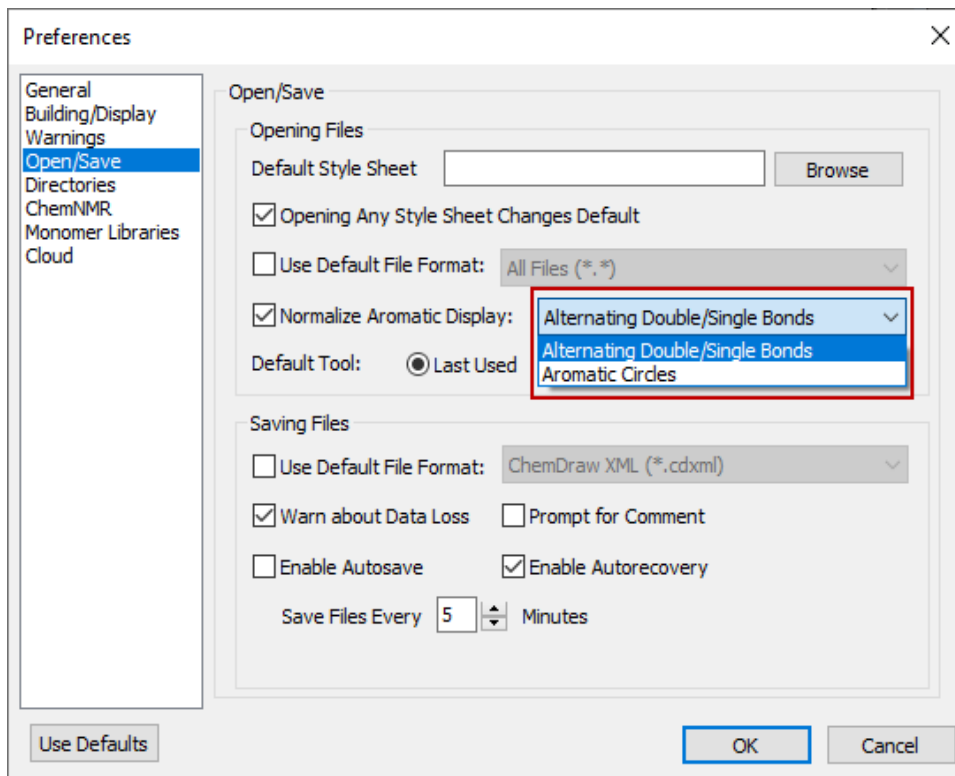 Preferences
General
Building/Display
Warnings
Open/Save
Directories
ChemNMR
Monomer Libraries
Cloud
Open/Save
Opening Files
Default Style Sheet Browse
Opening Any Style Sheet Changes Default
Use Default File Format: All Files (*.*)
Normalize Aromatic Display: Alternating Double/Single Bonds
Alternating Double/Single Bonds
Default Tool: Last Used
Aromatic Circles
Saving Files
Use Default File Format: ChemDraw XML (*.cdxml)
Warn about Data Loss Prompt for Comment
Enable Autosave Enable Autorecovery
Save Files Every 5 Minutes
Use Defaults OK Cancel